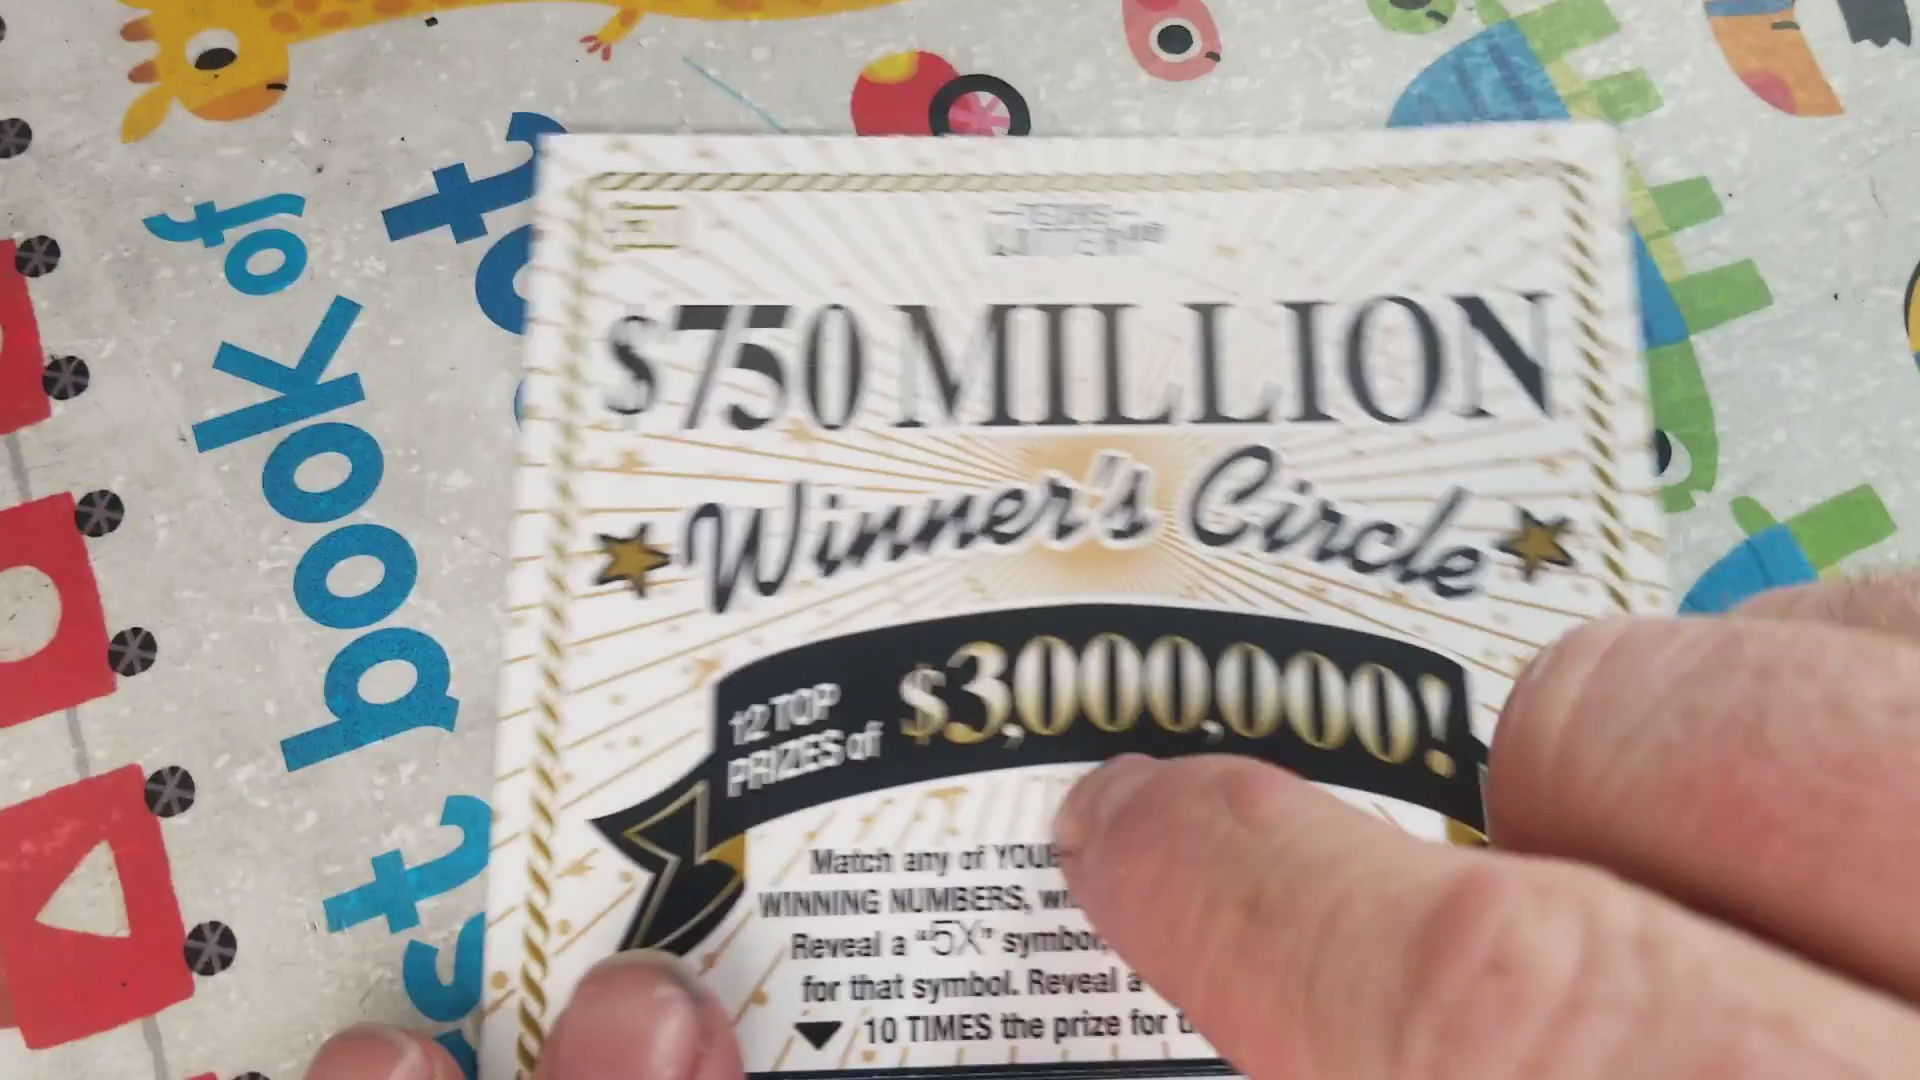 $750 MILLION
Winner's Circle
12 TOP
PRIZES of $3,000,000!
Match any of YOUR
WINNING NUMBERS,
Reveal a "5X" symbol,
for that symbol. Reveal a
10 TIMES the prize for
book of